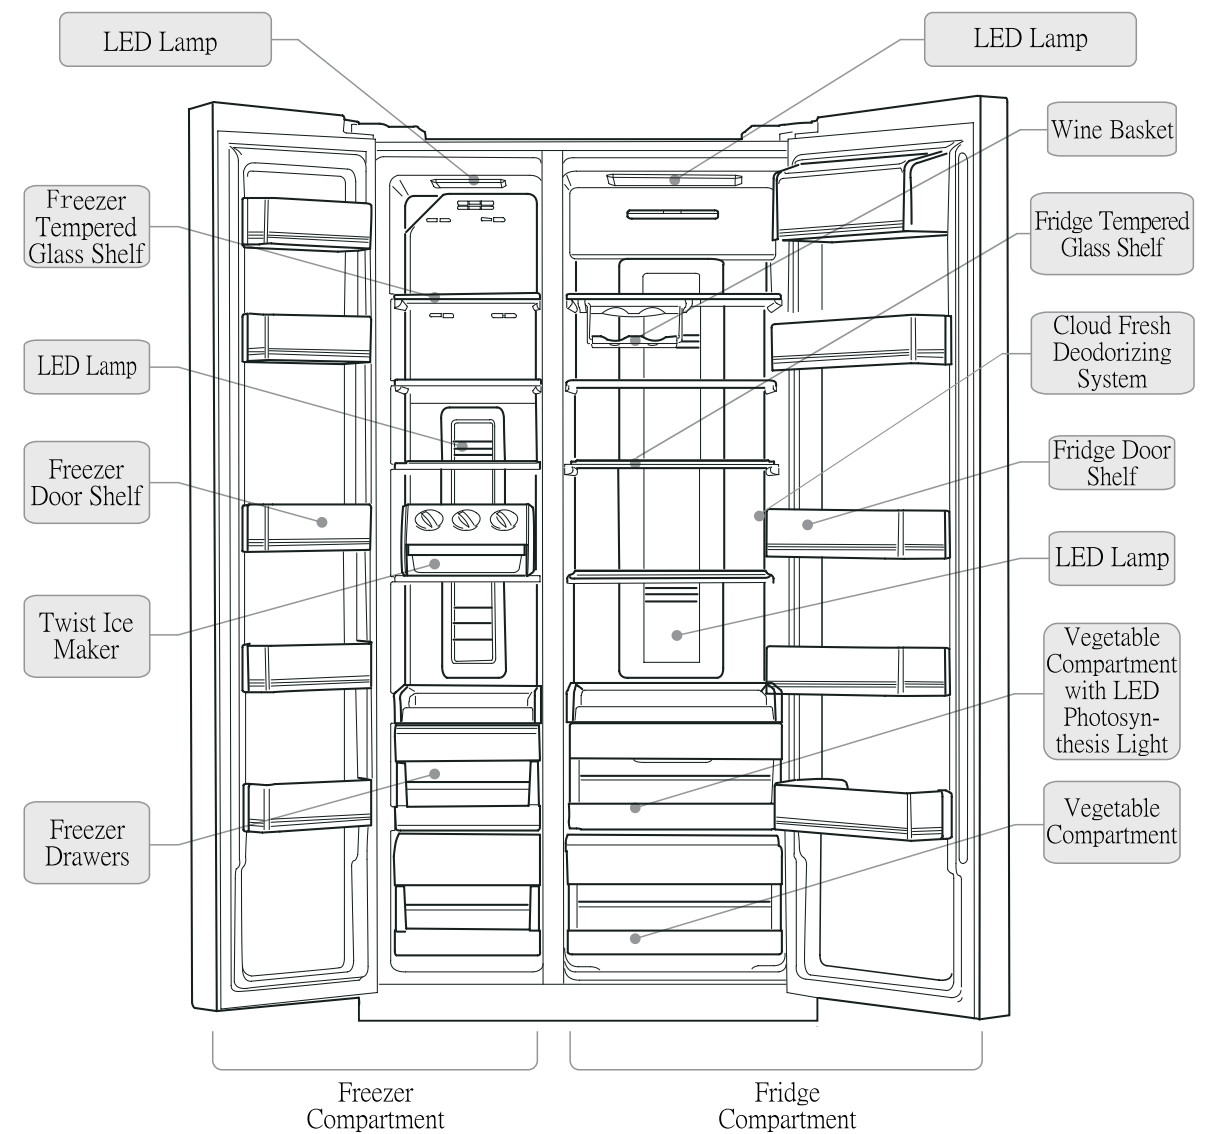 LED Lamp
Freezer
Tempered
Glass Shelf
LED Lamp
Freezer
Door Shelf
Twist Ice
Maker
Freezer
Drawers
LED Lamp
Wine Basket
Fridge Tempered
Glass Shelf
Cloud Fresh
Deodorizing
System
Fridge Door
Shelf
LED Lamp
Vegetable
Compartment
with LED
Photosyn-
thesis Light
Vegetable
Compartment
Freezer
Compartment
Fridge
Compartment